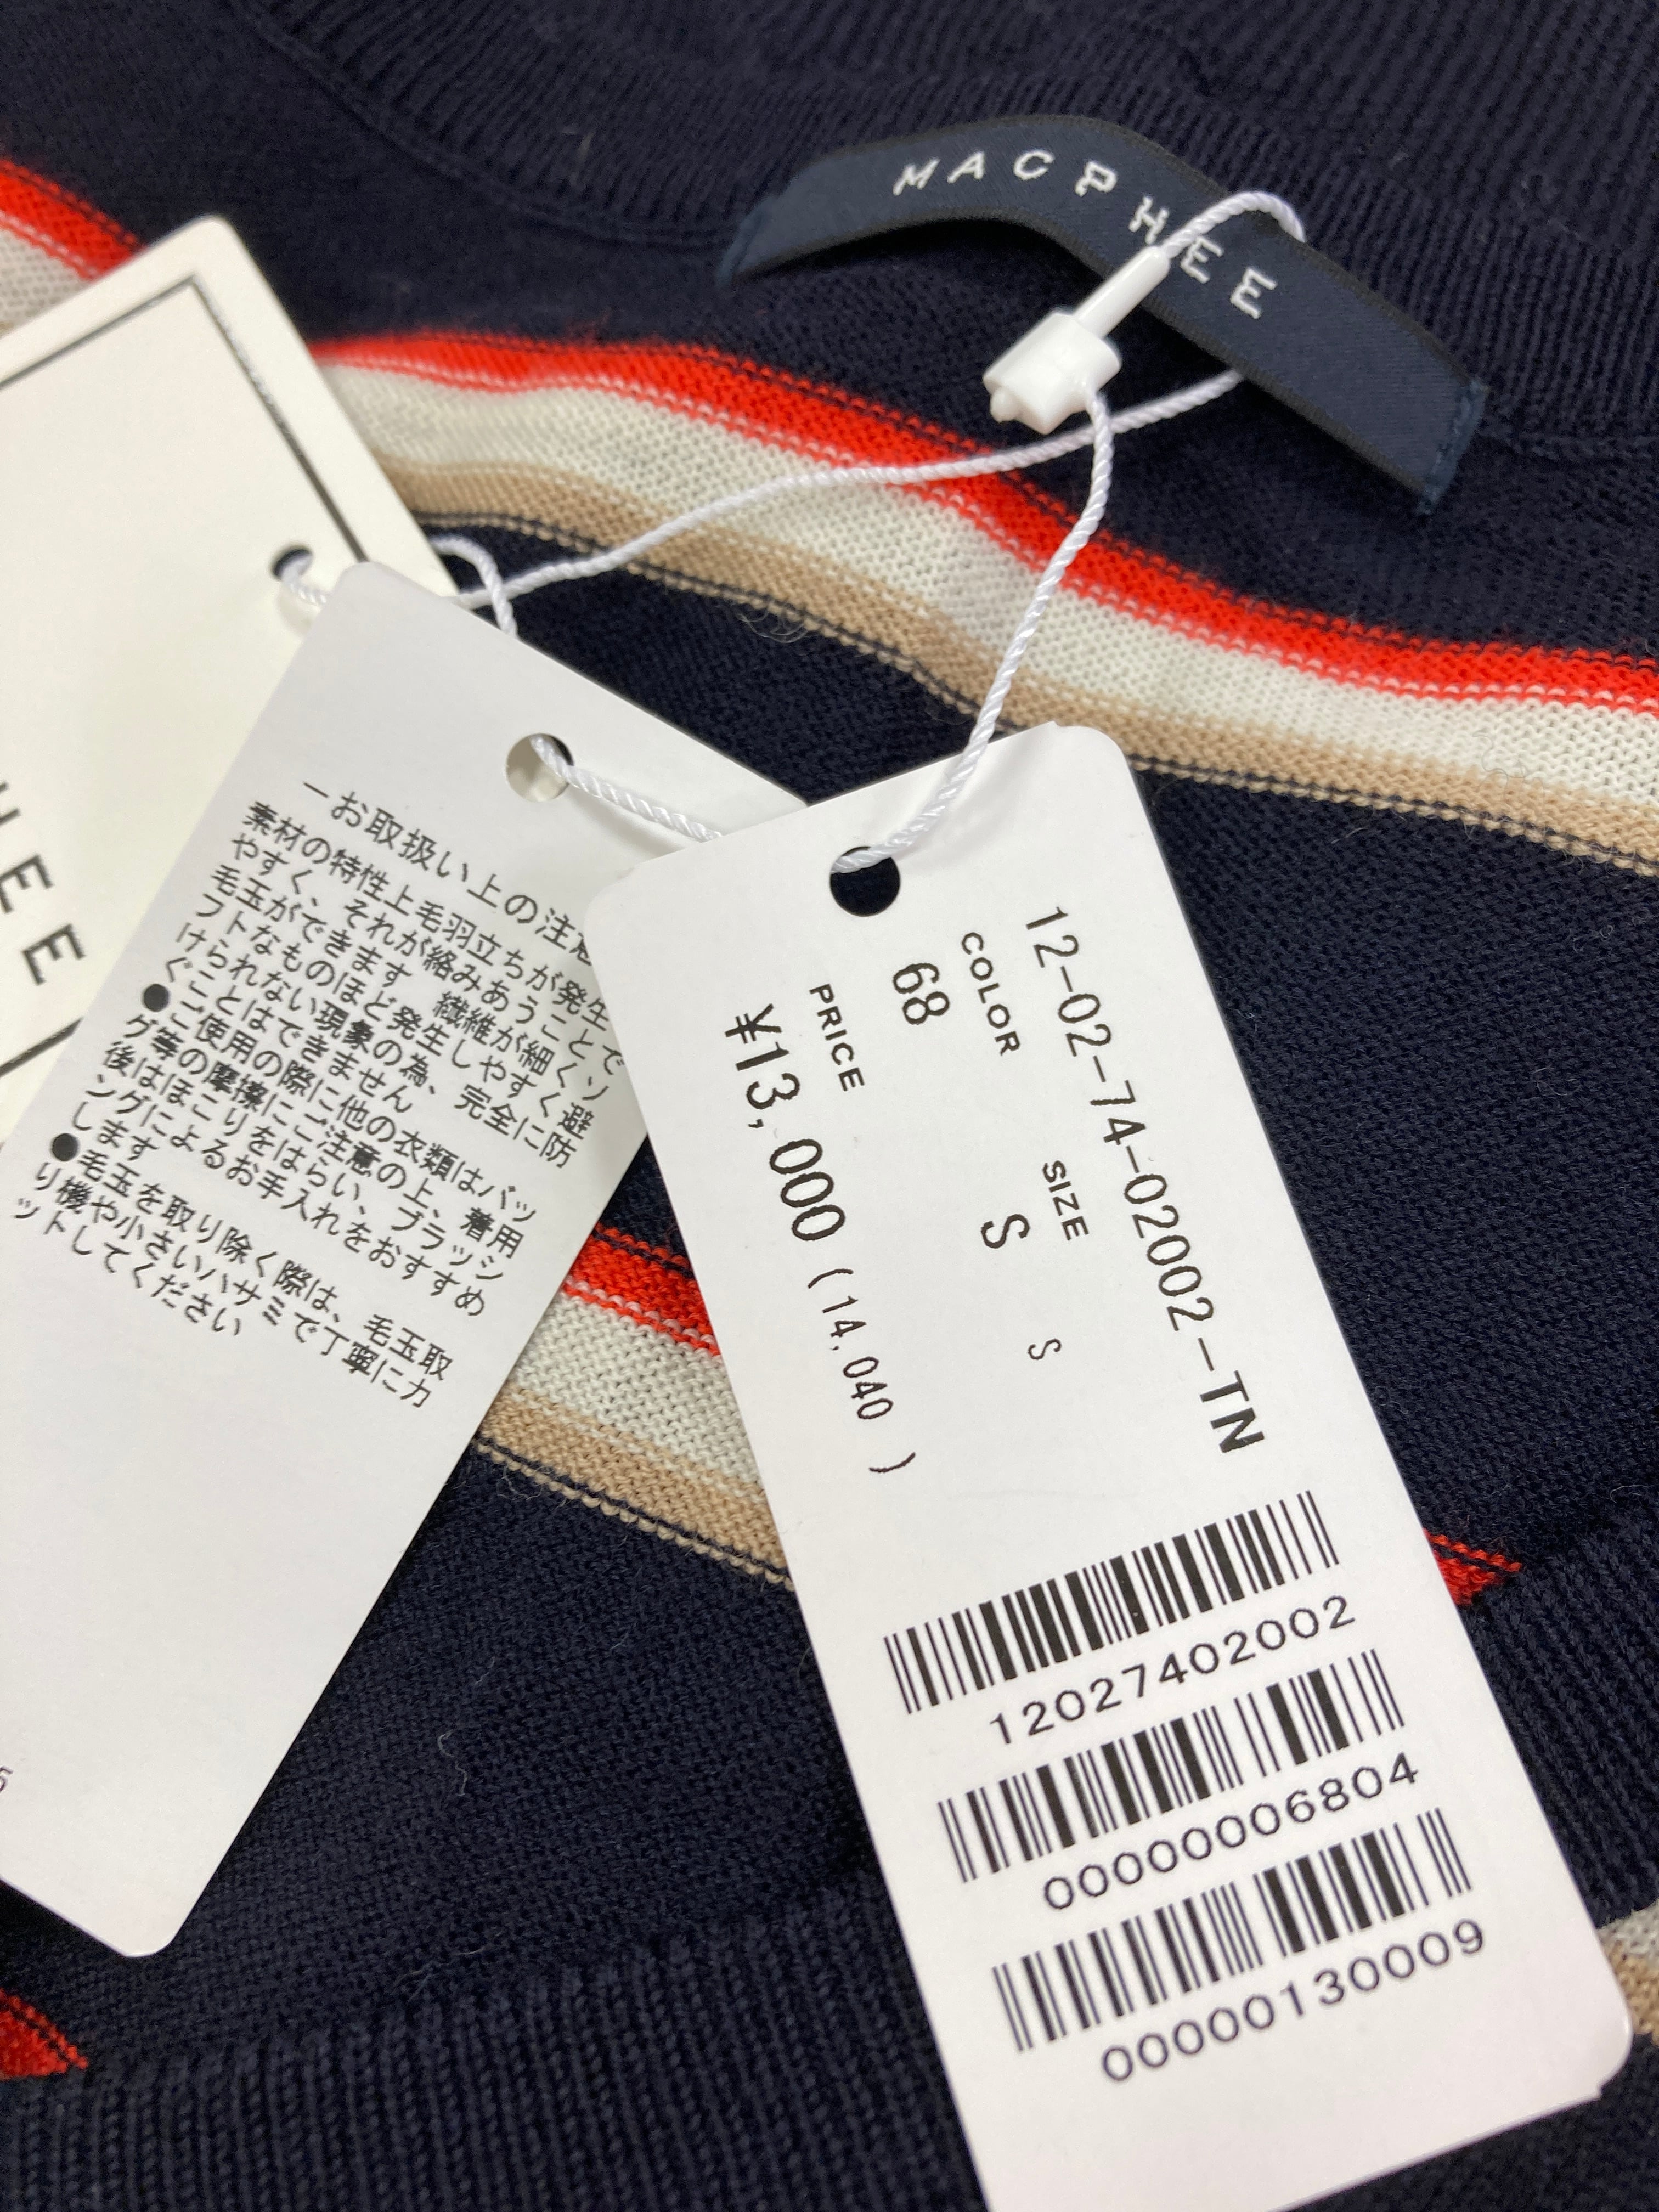 MACPHEE
HEE
－お取扱い上の注意
素材の特性上毛羽立ちが発生し
やすく、それが絡みあうことで
毛玉ができます 繊維が細くソ
フトなものほど発生しやすく避
けられない現象の為、完全に防
ぐことはできません
●ご使用の際に他の衣類はバッ
グ等の摩擦にご注意の上、着用
後はほこりをはらい、ブラッシ
ングによるお手入れをおすすめ
します
●毛玉を取り除く際は、毛玉取
り機や小さいハサミで丁寧にカ
ットしてください
5
12-02-74-02002-TN
COLOR SIZE
68 S S
PRICE
¥13,000 (14,040 )
12027402002
0000006804
0000130009